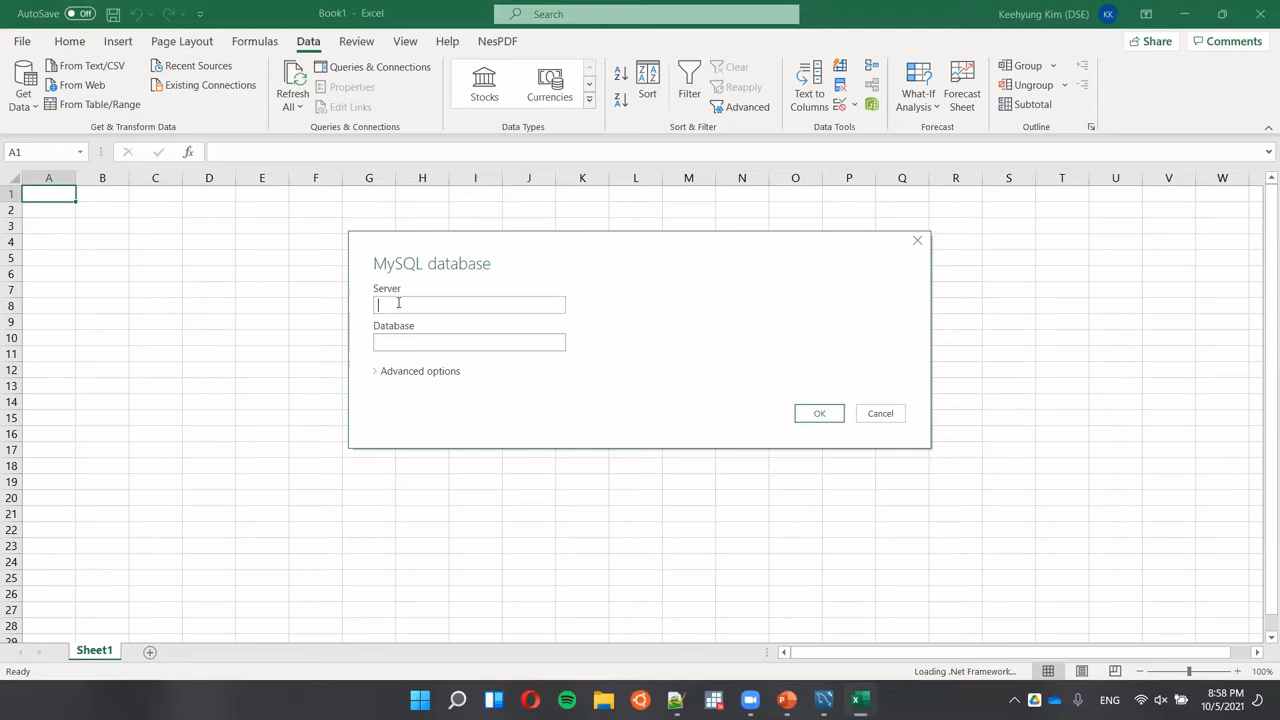 AutoSave Off Book1 - Excel Search Keehyung Kim (DSE) KK
File Home Insert Page Layout Formulas Data Review View Help NesPDF Share Comments
Get Data From Text/CSV Recent Sources
From Web Existing Connections
From Table/Range
Refresh All Queries & Connections
Properties
Edit Links
Stocks Currencies
Sort Filter Clear
Reapply
Advanced
Text to Columns
What-If Analysis Forecast Sheet
Group
Ungroup
Subtotal
Get & Transform Data Queries & Connections Data Types Sort & Filter Data Tools Forecast Outline
A1 fx
A B C D E F G H I J K L M N O P Q R S T U V W
1
2
3
4
5
6
7
8
9
10
11
12
13
14
15
16
17
18
19
20
21
22
23
24
25
26
27
28
29
MySQL database
Server
Database
Advanced options
OK Cancel
Sheet1
Ready Loading .Net Framework... 100%
ENG 8:58 PM
10/5/2021